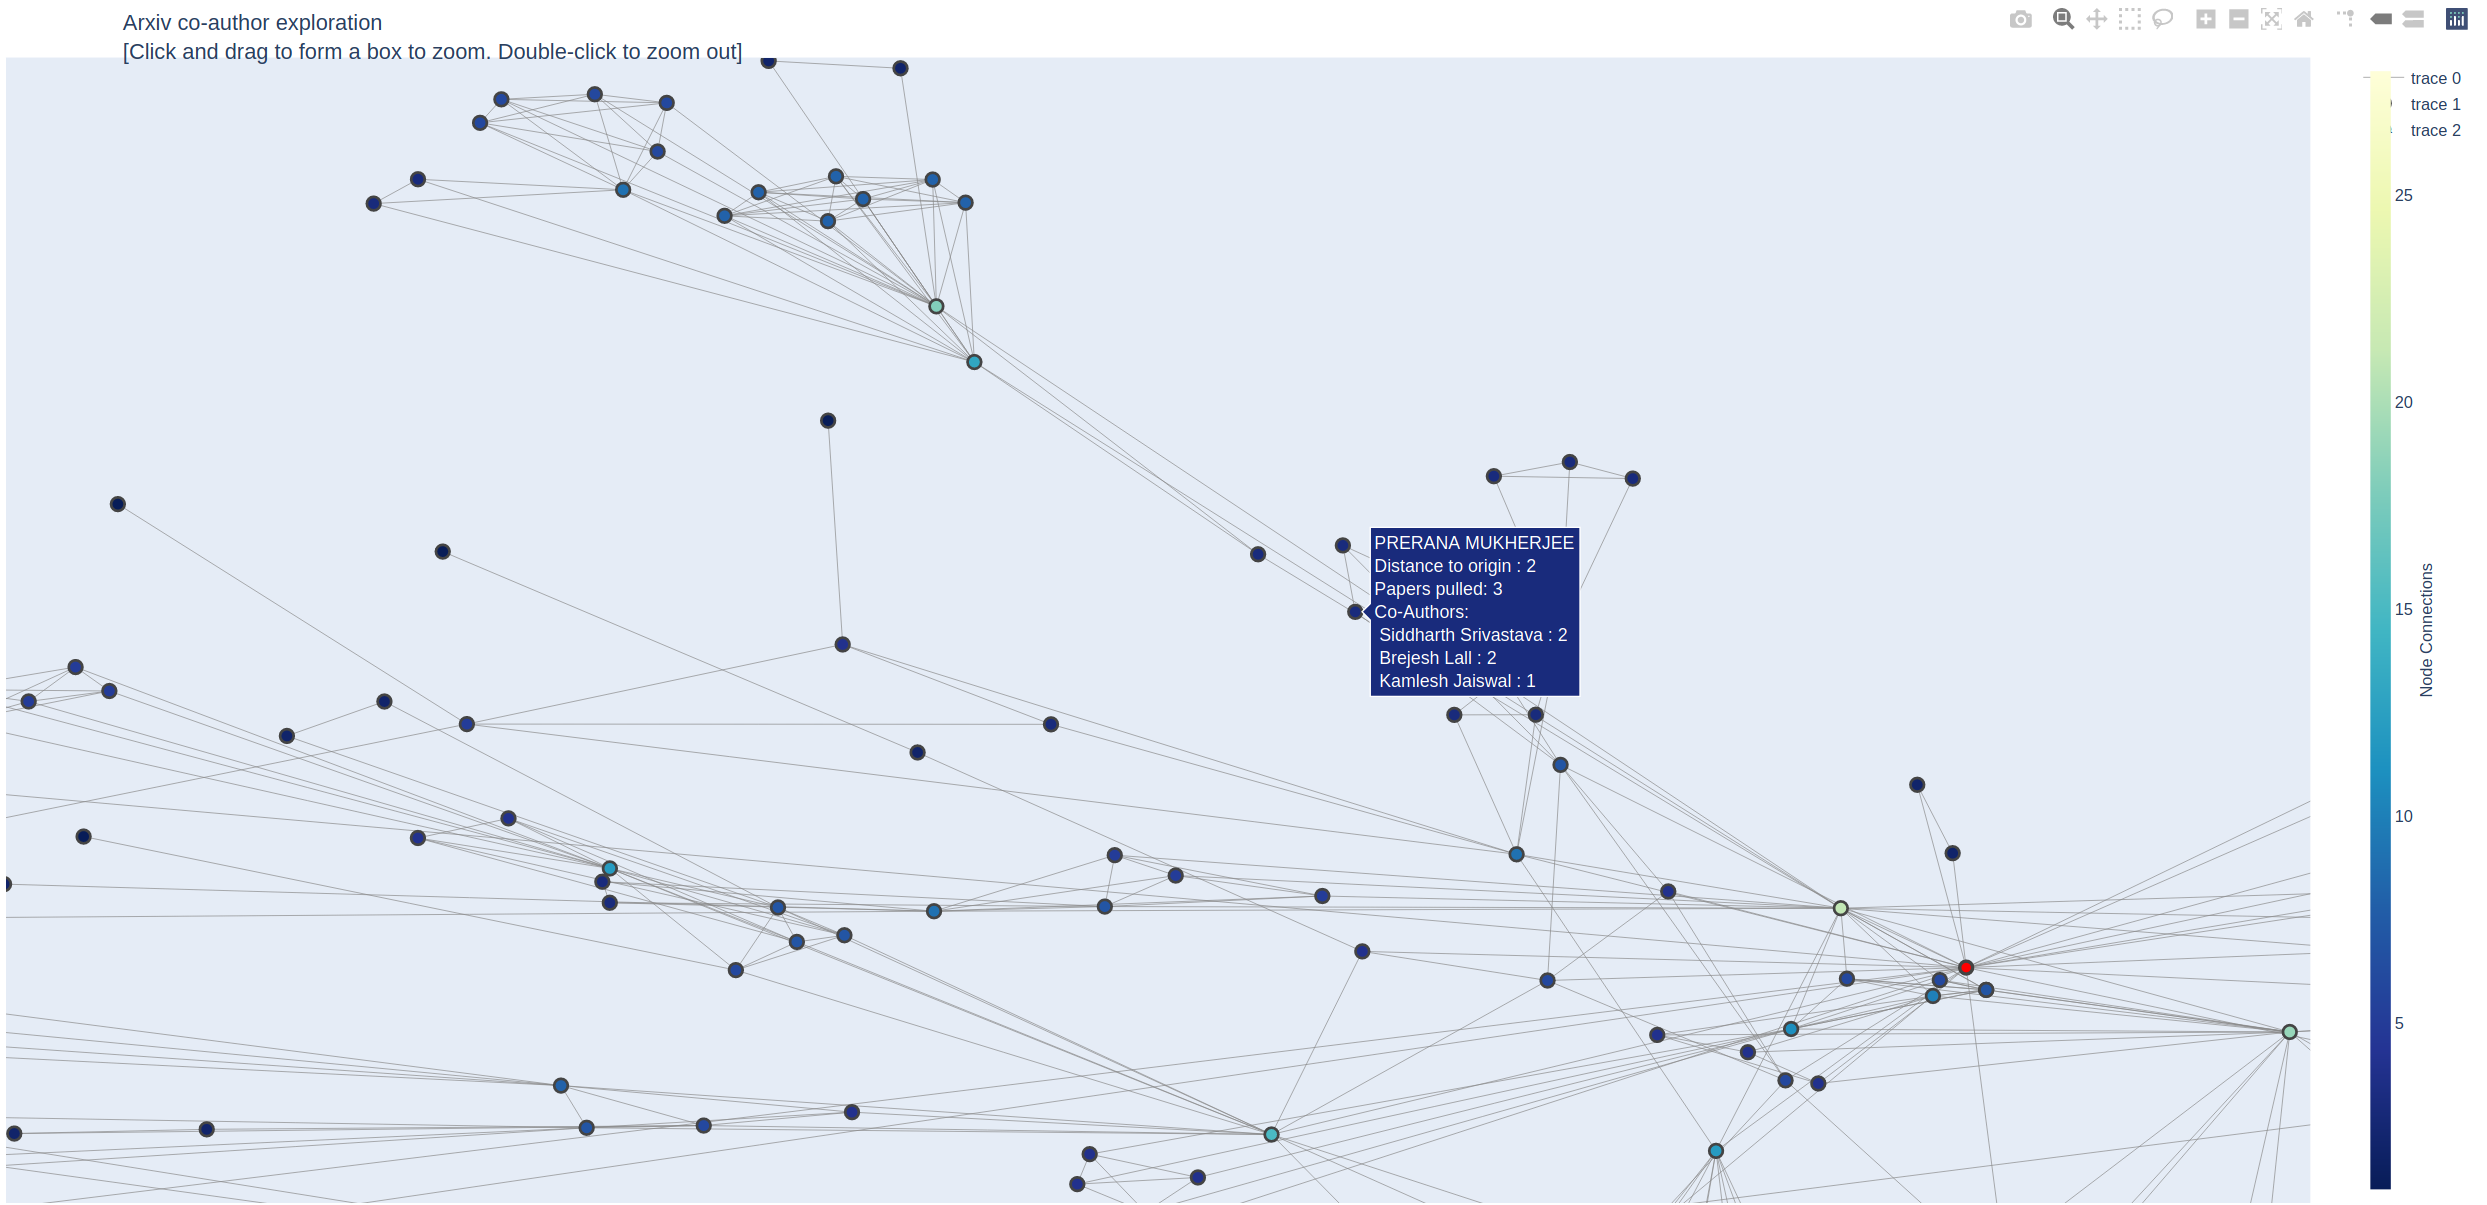 Arxiv co-author exploration
[Click and drag to form a box to zoom. Double-click to zoom out]
trace 0
trace 1
trace 2
25
20
15
10
5
Node Connections
PRERANA MUKHERJEE
Distance to origin : 2
Papers pulled: 3
Co-Authors:
Siddharth Srivastava : 2
Brejesh Lall : 2
Kamlesh Jaiswal : 1